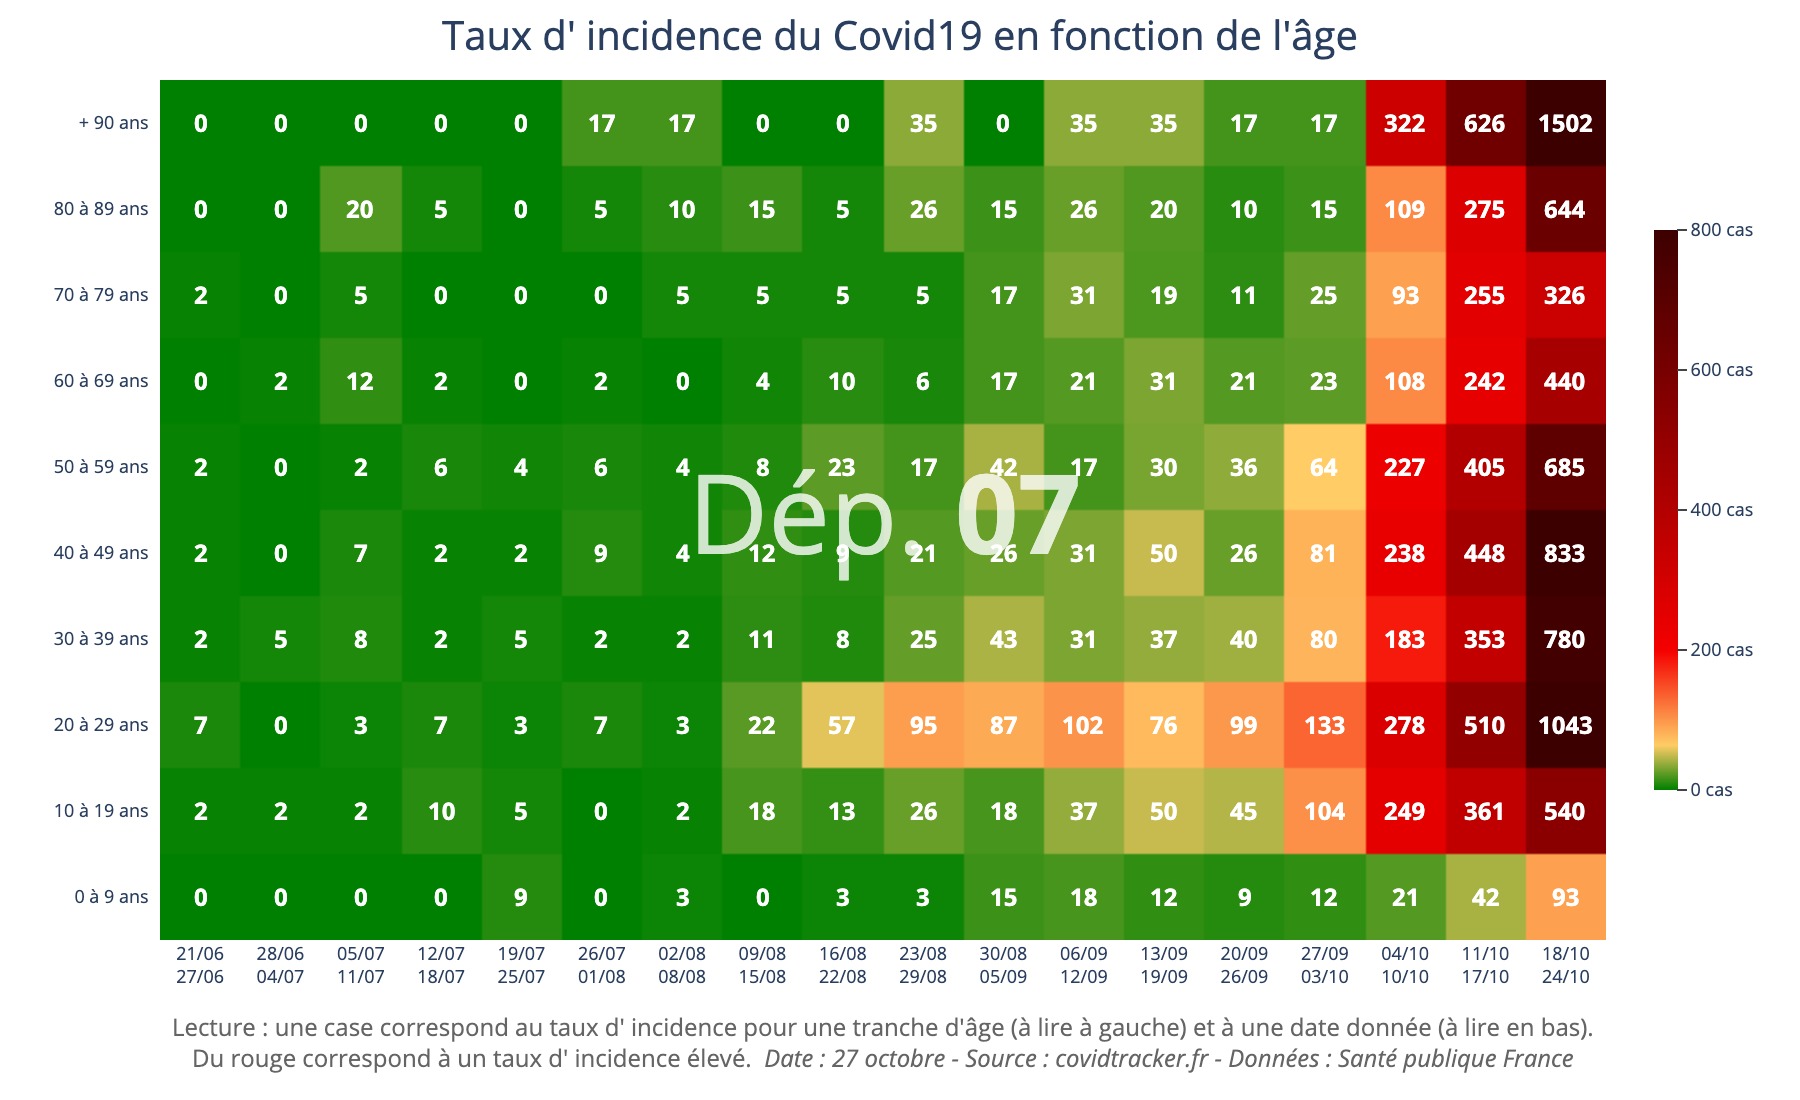 Taux d' incidence du Covid19 en fonction de l'âge
+ 90 ans 0 0 0 0 0 17 17 0 0 35 0 35 35 17 17 322 626 1502
80 à 89 ans 0 0 20 5 0 5 10 15 5 26 15 26 20 10 15 109 275 644
70 à 79 ans 2 0 5 0 0 0 5 5 5 5 17 31 19 11 25 93 255 326
60 à 69 ans 0 2 12 2 0 2 0 4 10 6 17 21 31 21 23 108 242 440
50 à 59 ans 2 0 2 6 4 6 4 8 23 17 42 17 30 36 64 227 405 685
Dép. 07
40 à 49 ans 2 0 7 2 2 9 4 12 9 21 26 31 50 26 81 238 448 833
30 à 39 ans 2 5 8 2 5 2 2 11 8 25 43 31 37 40 80 183 353 780
20 à 29 ans 7 0 3 7 3 7 3 22 57 95 87 102 76 99 133 278 510 1043
10 à 19 ans 2 2 2 10 5 0 2 18 13 26 18 37 50 45 104 249 361 540
0 à 9 ans 0 0 0 0 9 0 3 0 3 3 15 18 12 9 12 21 42 93
21/06 28/06 05/07 12/07 19/07 26/07 02/08 09/08 16/08 23/08 30/08 06/09 13/09 20/09 27/09 04/10 11/10 18/10
27/06 04/07 11/07 18/07 25/07 01/08 08/08 15/08 22/08 29/08 05/09 12/09 19/09 26/09 03/10 10/10 17/10 24/10
800 cas
600 cas
400 cas
200 cas
0 cas
Lecture : une case correspond au taux d' incidence pour une tranche d'âge (à lire à gauche) et à une date donnée (à lire en bas).
Du rouge correspond à un taux d' incidence élevé. Date : 27 octobre - Source : covidtracker.fr - Données : Santé publique France